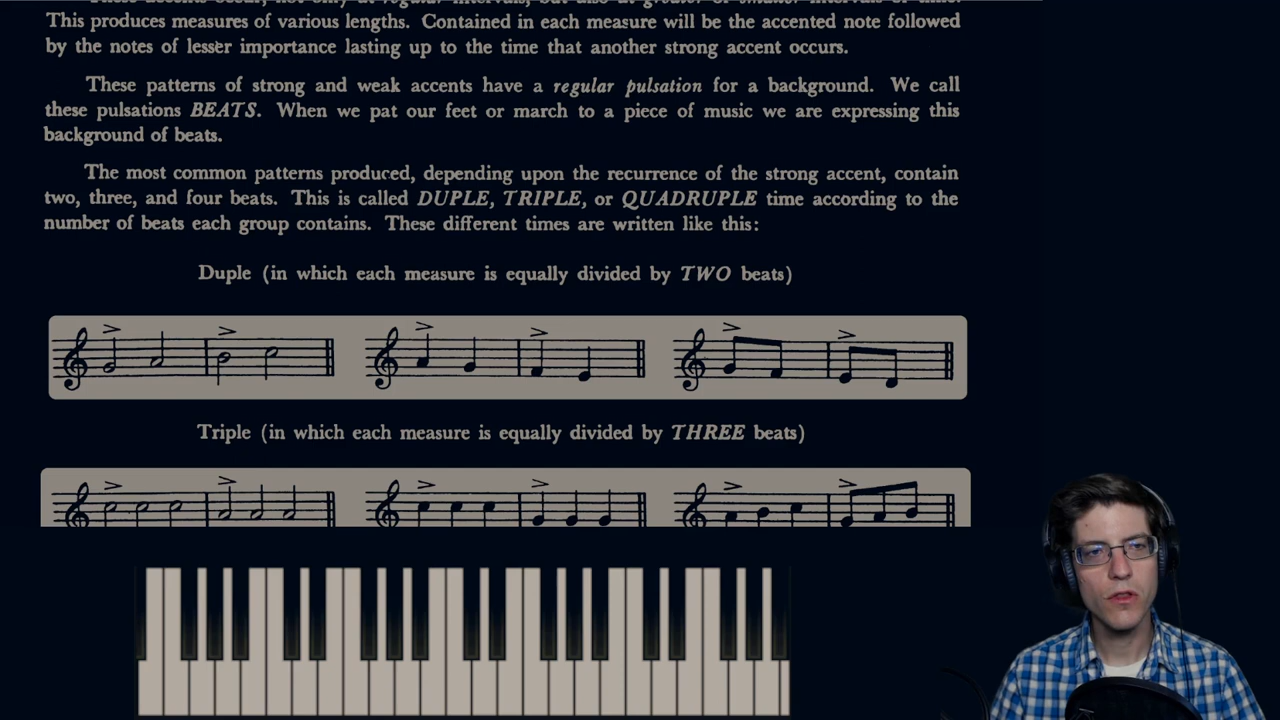 This produces measures of various lengths. Contained in each measure will be the accented note followed
by the notes of lesser importance lasting up to the time that another strong accent occurs.
These patterns of strong and weak accents have a regular pulsation for a background. We call
these pulsations BEATS. When we pat our feet or march to a piece of music we are expressing this
background of beats.
The most common patterns produced, depending upon the recurrence of the strong accent, contain
two, three, and four beats. This is called DUPLE, TRIPLE, or QUADRUPLE time according to the
number of beats each group contains. These different times are written like this:
Duple (in which each measure is equally divided by TWO beats)
Triple (in which each measure is equally divided by THREE beats)